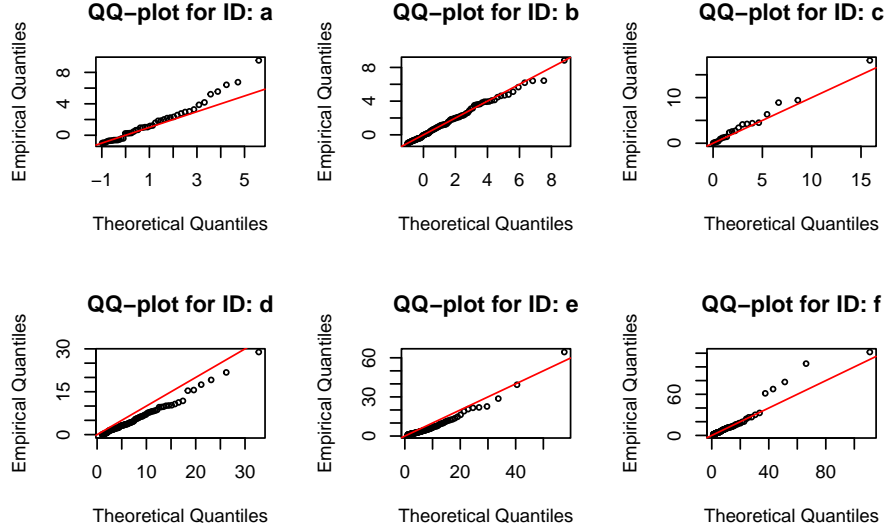 QQ−plot for ID: a
Empirical Quantiles
0 4 8
−1 1 3 5
Theoretical Quantiles
QQ−plot for ID: b
Empirical Quantiles
0 4 8
0 2 4 6 8
Theoretical Quantiles
QQ−plot for ID: c
Empirical Quantiles
0 10
0 5 10 15
Theoretical Quantiles
QQ−plot for ID: d
Empirical Quantiles
0 15 30
0 10 20 30
Theoretical Quantiles
QQ−plot for ID: e
Empirical Quantiles
0 30 60
0 20 40
Theoretical Quantiles
QQ−plot for ID: f
Empirical Quantiles
0 60
0 40 80
Theoretical Quantiles